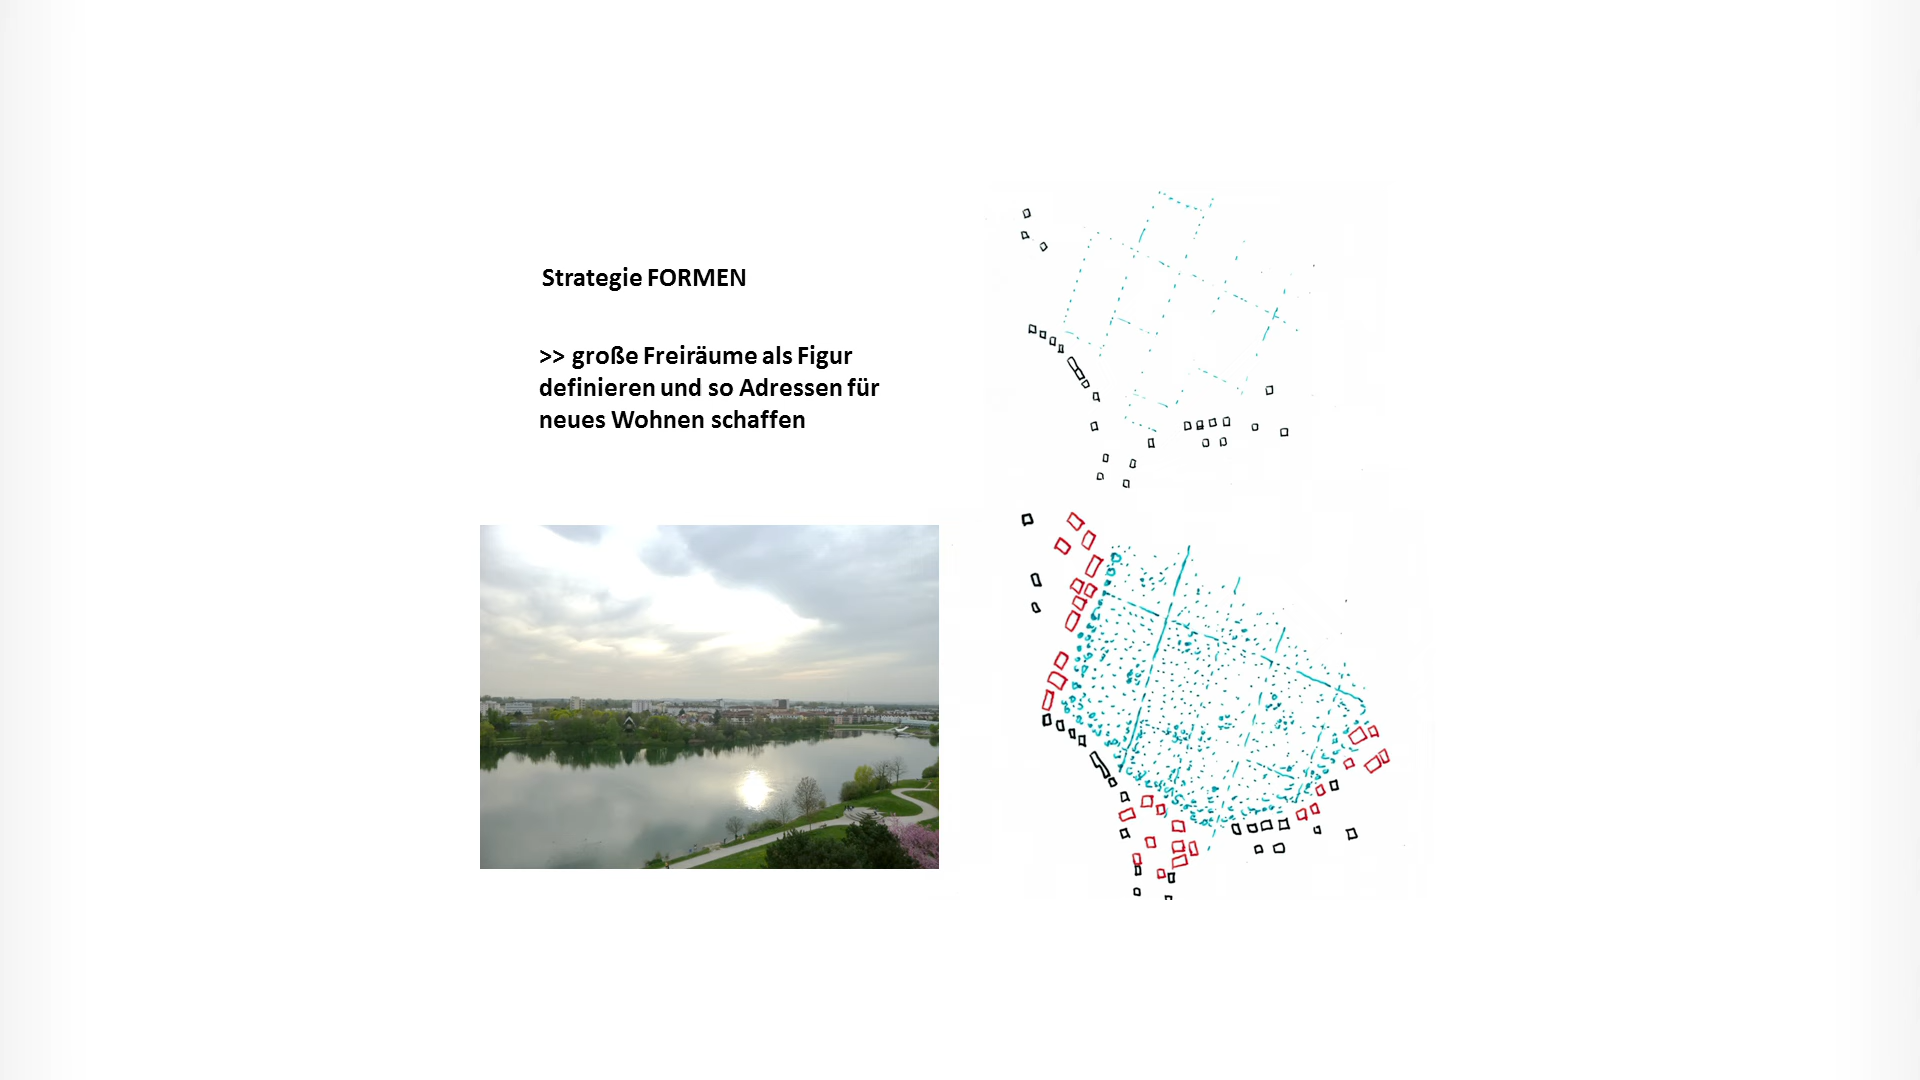 Strategie FORMEN
>> große Freiräume als Figur
definieren und so Adressen für
neues Wohnen schaffen